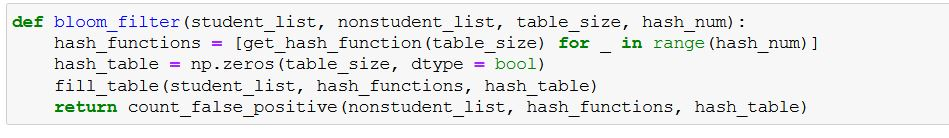 def bloom_filter(student_list, nonstudent_list, table_size, hash_num):
    hash_functions = [get_hash_function(table_size) for _ in range(hash_num)]
    hash_table = np.zeros(table_size, dtype = bool)
    fill_table(student_list, hash_functions, hash_table)
    return count_false_positive(nonstudent_list, hash_functions, hash_table)